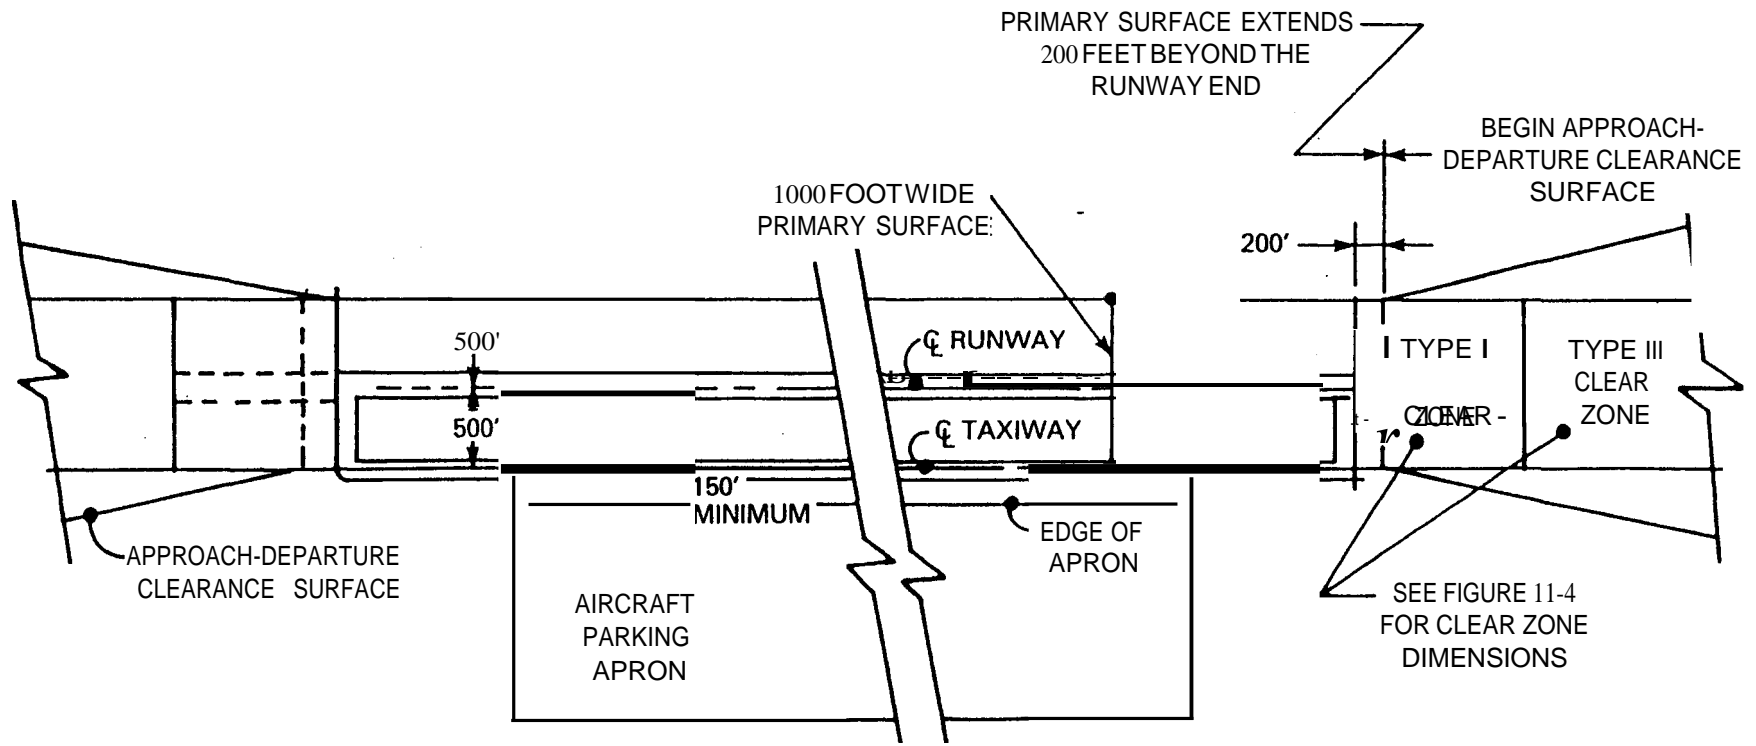 PRIMARY SURFACE EXTENDS
200 FEET BEYOND THE
RUNWAY END
BEGIN APPROACH-
DEPARTURE CLEARANCE
SURFACE
1000 FOOT WIDE
PRIMARY SURFACE
200'
500'
℄ RUNWAY
TYPE I
CLEAR
ZONE
TYPE III
CLEAR
ZONE
500'
℄ TAXIWAY
150'
MINIMUM
EDGE OF
APRON
APPROACH-DEPARTURE
CLEARANCE SURFACE
AIRCRAFT
PARKING
APRON
SEE FIGURE 11-4
FOR CLEAR ZONE
DIMENSIONS